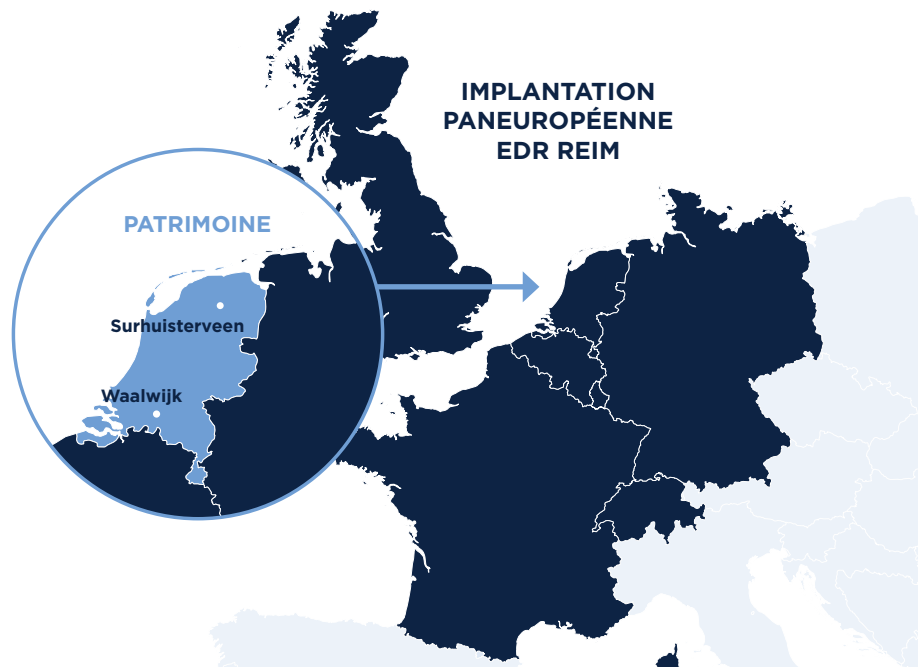 IMPLANTATION
PANEUROPÉENNE
EDR REIM
PATRIMOINE
Surhuisterveen
Waalwijk